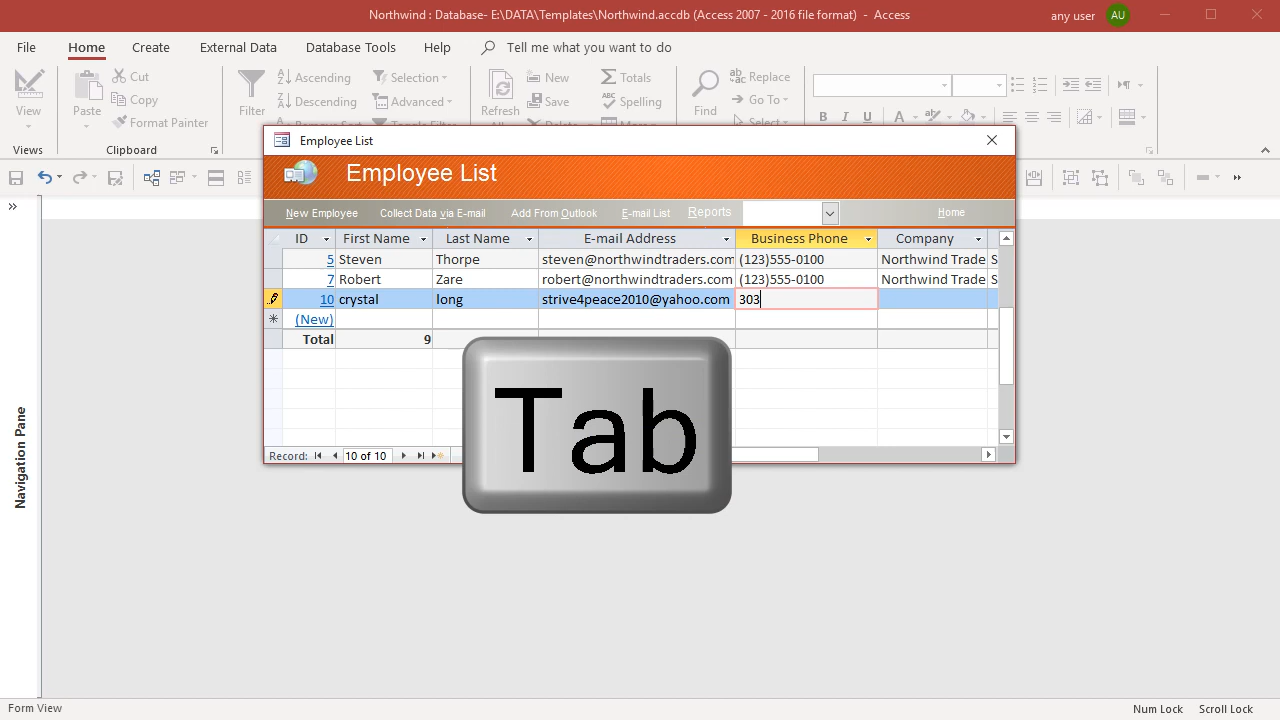 Northwind : Database- E:\DATA\Templates\Northwind.accdb (Access 2007 - 2016 file format) - Access
any user AU
File Home Create External Data Database Tools Help Tell me what you want to do
Cut Ascending Selection New Totals Replace
Copy Descending Advanced Save Spelling Go To
View Paste Format Painter Filter Refresh Find Select
B I U A
Views Clipboard
Employee List
Employee List
New Employee Collect Data via E-mail Add From Outlook E-mail List Reports Home
ID First Name Last Name E-mail Address Business Phone Company
5 Steven Thorpe steven@northwindtraders.com (123)555-0100 Northwind Trade S
7 Robert Zare robert@northwindtraders.com (123)555-0100 Northwind Trade S
10 crystal long strive4peace2010@yahoo.com 303
(New)
Total 9
Tab
Record: 10 of 10
Navigation Pane
Form View Num Lock Scroll Lock